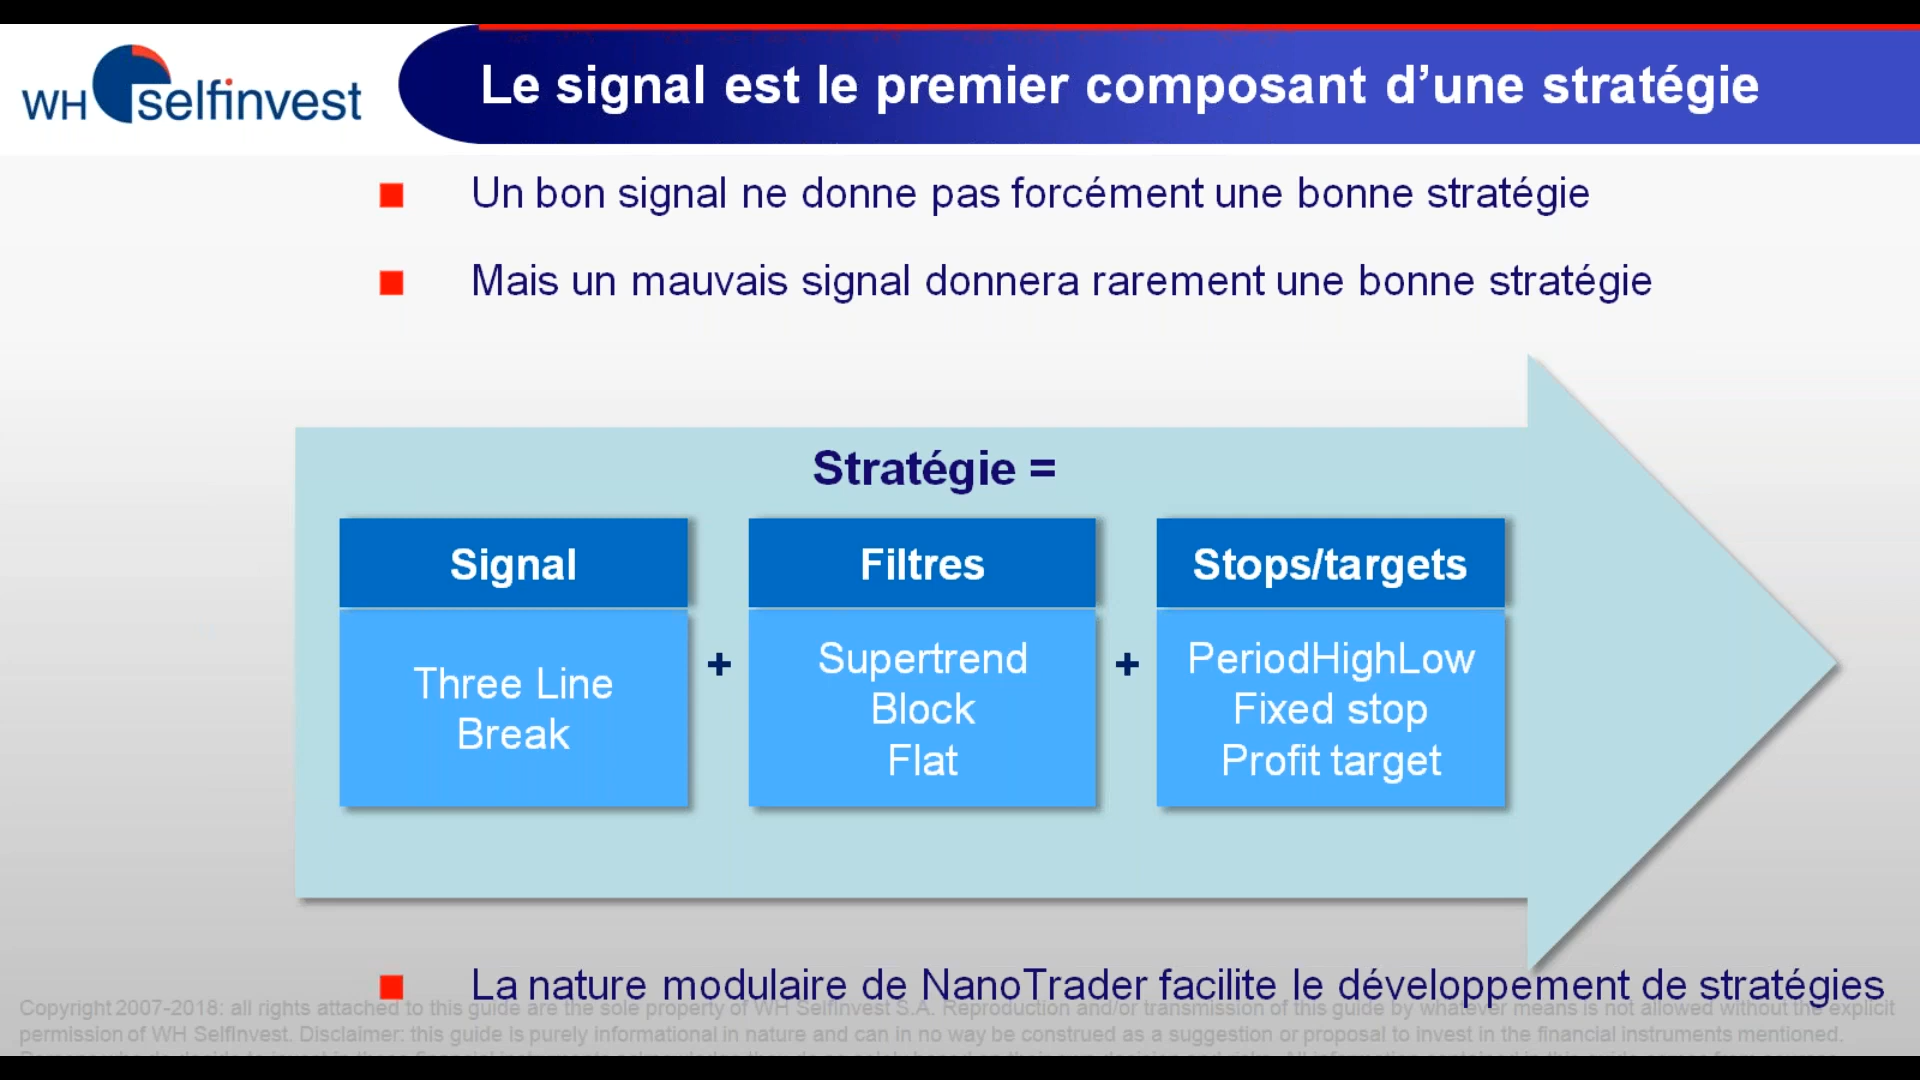 WH selfinvest
Le signal est le premier composant d’une stratégie
Un bon signal ne donne pas forcément une bonne stratégie
Mais un mauvais signal donnera rarement une bonne stratégie
Stratégie =
Signal
Three Line
Break
+
Filtres
Supertrend
Block
Flat
+
Stops/targets
PeriodHighLow
Fixed stop
Profit target
La nature modulaire de NanoTrader facilite le développement de stratégies
Copyright 2007-2018: all rights attached to this guide are the sole property of WH SelfInvest S.A. Reproduction and/or transmission of this guide by whatever means is not allowed without the explicit
permission of WH SelfInvest. Disclaimer: this guide is purely informational in nature and can in no way be construed as a suggestion or proposal to invest in the financial instruments mentioned.